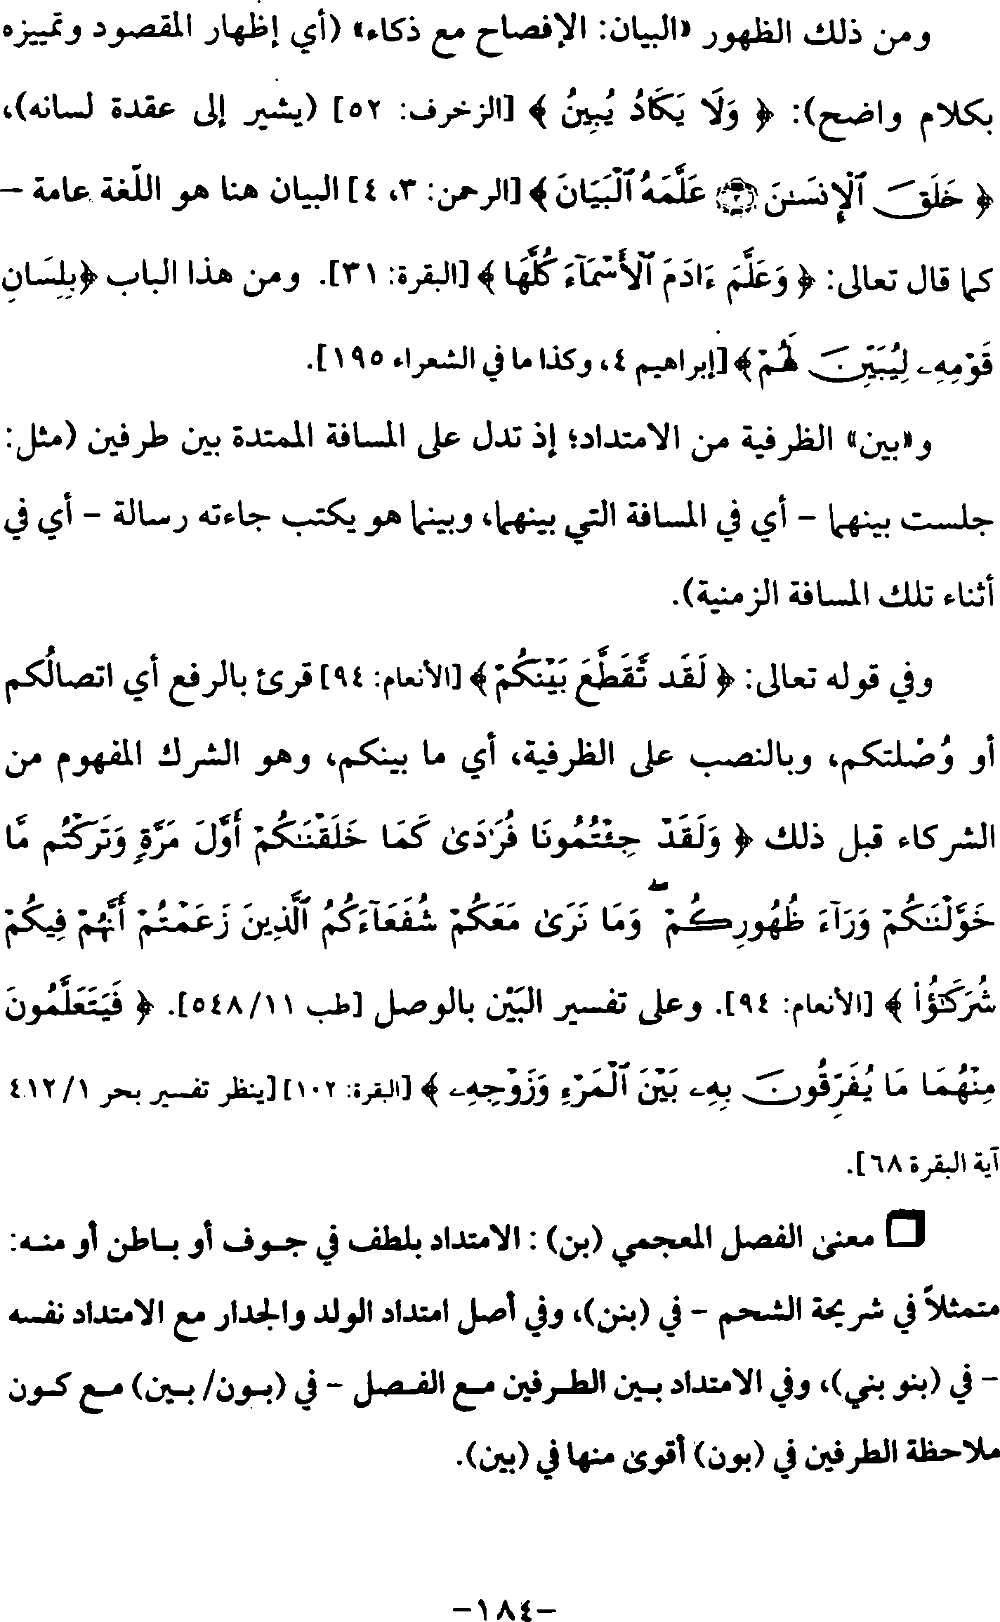 ومن ذلك الظهور «البيان: الإفصاح مع ذكاء» (أي إظهار المقصود وتمييزه
بكلام واضح): ﴿ وَلَا يَكَادُ يُبِينُ ﴾ [الزخرف: ٥٢] (يشير إلى عقدة لسانه)،
﴿ خَلَقَ ٱلْإِنسَٰنَ ۝٣ عَلَّمَهُ ٱلْبَيَانَ ﴾ [الرحمن: ٣، ٤] البيان هنا هو اللّغة عامة –
كما قال تعالى: ﴿ وَعَلَّمَ ءَادَمَ ٱلْأَسْمَآءَ كُلَّهَا ﴾ [البقرة: ٣١]. ومن هذا الباب ﴿بِلِسَانِ
قَوْمِهِۦ لِيُبَيِّنَ لَهُمْ﴾ [إبراهيم ٤، وكذا ما في الشعراء ١٩٥].
و«بين» الظرفية من الامتداد؛ إذ تدل على المسافة الممتدة بين طرفين (مثل:
جلست بينهما – أي في المسافة التي بينهما، وبينما هو يكتب جاءته رسالة – أي في
أثناء تلك المسافة الزمنية).
وفي قوله تعالى: ﴿ لَقَد تَّقَطَّعَ بَيْنَكُمْ﴾ [الأنعام: ٩٤] قرئ بالرفع أي اتصالُكم
أو وُصْلتكم، وبالنصب على الظرفية، أي ما بينكم، وهو الشرك المفهوم من
الشركاء قبل ذلك ﴿ وَلَقَدْ جِئْتُمُونَا فُرَٰدَىٰ كَمَا خَلَقْنَٰكُمْ أَوَّلَ مَرَّةٍ وَتَرَكْتُم مَّا
خَوَّلْنَٰكُمْ وَرَآءَ ظُهُورِكُمْ ۖ وَمَا نَرَىٰ مَعَكُمْ شُفَعَآءَكُمُ ٱلَّذِينَ زَعَمْتُمْ أَنَّهُمْ فِيكُمْ
شُرَكَٰٓؤُا۟ ﴾ [الأنعام: ٩٤]. وعلى تفسير البَيْن بالوصل [طب ١١/ ٥٤٨]. ﴿ فَيَتَعَلَّمُونَ
مِنْهُمَا مَا يُفَرِّقُونَ بِهِۦ بَيْنَ ٱلْمَرْءِ وَزَوْجِهِۦ ﴾ [البقرة: ١٠٢] [ينظر تفسير بحر ١/ ٤١٢
آية البقرة ٦٨].
❑ معنى الفصل المعجمي (بن) : الامتداد بلطف في جوف أو باطن أو منه:
متمثلاً في شريحة الشحم – في (بنن)، وفي أصل امتداد الولد والجدار مع الامتداد نفسه
– في (بنو بني)، وفي الامتداد بين الطرفين مع الفصل – في (بون/ بين) مع كون
ملاحظة الطرفين في (بون) أقوى منها في (بين).
–١٨٤–